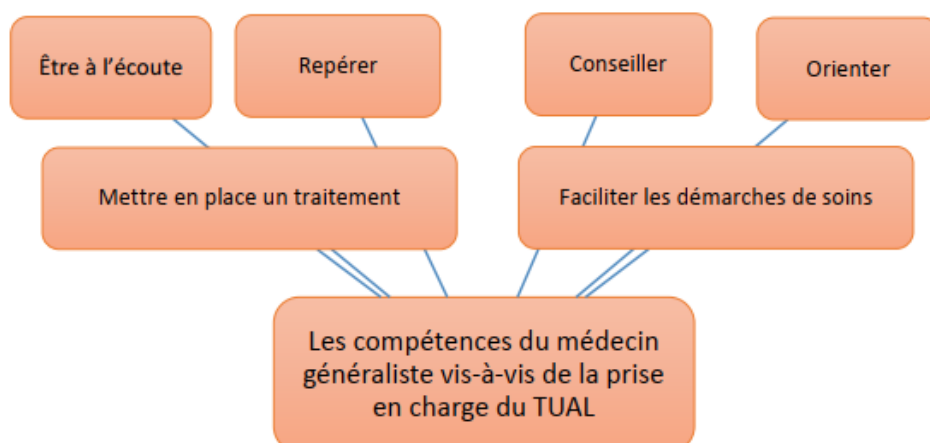 Être à l'écoute
Repérer
Conseiller
Orienter
Mettre en place un traitement
Faciliter les démarches de soins
Les compétences du médecin
généraliste vis-à-vis de la prise
en charge du TUAL